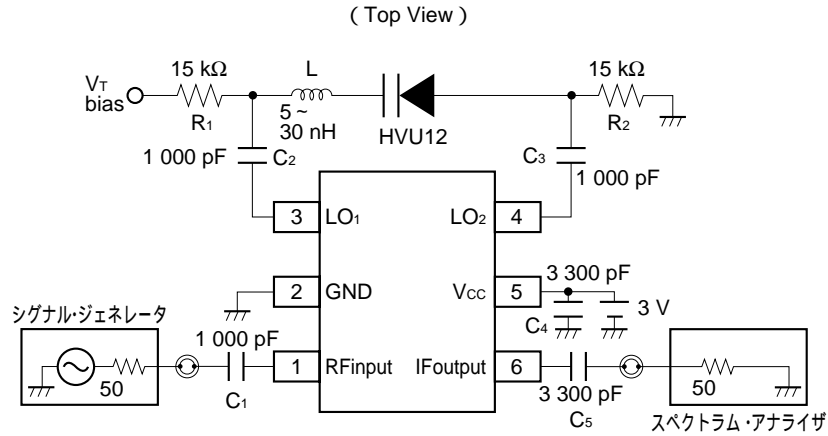 ( Top View )
15 kΩ
L
15 kΩ
VT
bias
R1
5 ~
30 nH
HVU12
R2
1 000 pF
C2
C3
1 000 pF
3
LO1
LO2
4
2
GND
VCC
5
3 300 pF
C4
3 V
シグナル・ジェネレータ
1 000 pF
50
C1
1
RFinput
IFoutput
6
3 300 pF
C5
50
スペクトラム・アナライザ